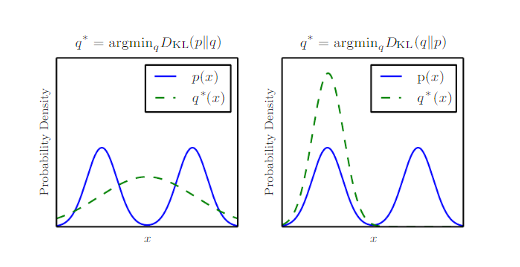 q* = argmin_q D_KL(p‖q)
p(x)
q*(x)
Probability Density
x
q* = argmin_q D_KL(q‖p)
p(x)
q*(x)
Probability Density
x